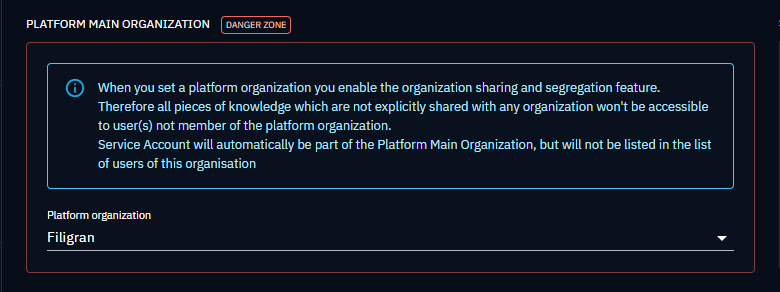 PLATFORM MAIN ORGANIZATION DANGER ZONE
When you set a platform organization you enable the organization sharing and segregation feature.
Therefore all pieces of knowledge which are not explicitly shared with any organization won't be accessible
to user(s) not member of the platform organization.
Service Account will automatically be part of the Platform Main Organization, but will not be listed in the list
of users of this organisation
Platform organization
Filigran